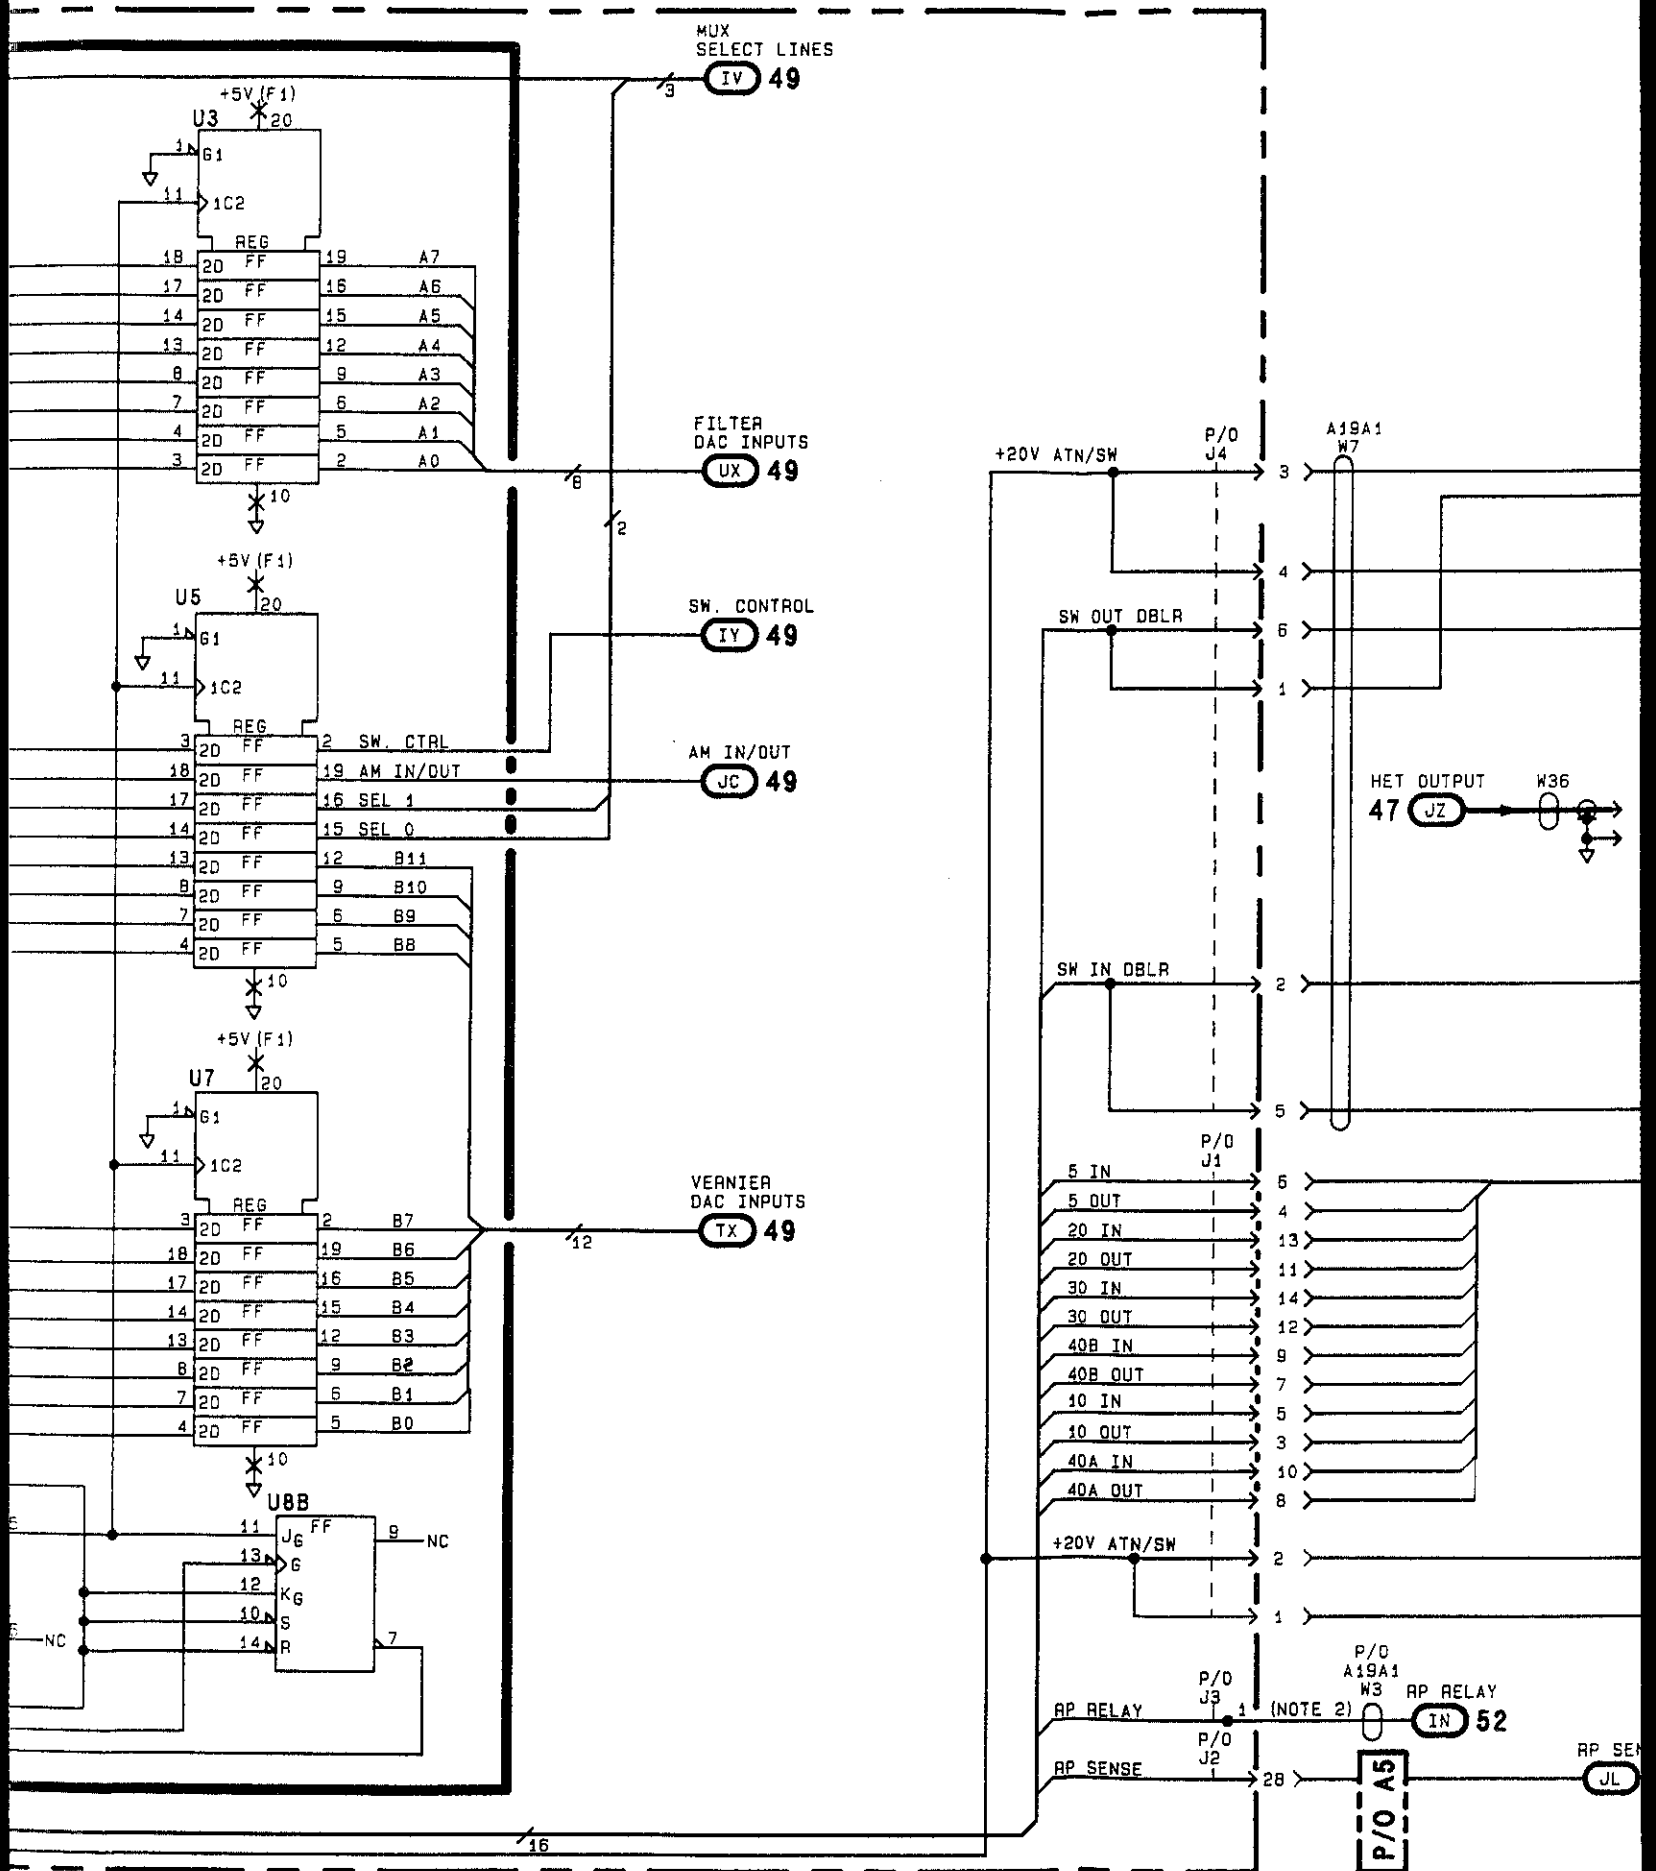 MUX
SELECT LINES
IV 49
3
+5V (F1)
20
U3
1 G1
11 1C2
REG
18 2D FF 19 A7
17 2D FF 16 A6
14 2D FF 15 A5
13 2D FF 12 A4
8 2D FF 9 A3
7 2D FF 6 A2
4 2D FF 5 A1
3 2D FF 2 A0
10
FILTER
DAC INPUTS
8
UX 49
2
+5V (F1)
20
U5
1 G1
11 1C2
REG
SW. CONTROL
IY 49
3 2D FF 2 SW. CTRL
18 2D FF 19 AM IN/OUT
17 2D FF 16 SEL 1
14 2D FF 15 SEL 0
13 2D FF 12 B11
8 2D FF 9 B10
7 2D FF 6 B9
4 2D FF 5 B8
10
AM IN/OUT
JC 49
+5V (F1)
20
U7
1 G1
11 1C2
REG
3 2D FF 2 B7
18 2D FF 19 B6
17 2D FF 16 B5
14 2D FF 15 B4
13 2D FF 12 B3
8 2D FF 9 B2
7 2D FF 6 B1
4 2D FF 5 B0
10
VERNIER
DAC INPUTS
12
TX 49
U8B
FF
11 JG
9 NC
13 G
12 KG
10 S
14 R
7
NC
16
+20V ATN/SW
P/O
J4
3
A19A1
W7
4
SW OUT DBLR
6
1
HET OUTPUT
47 JZ
W36
SW IN DBLR
2
5
P/O
J1
5 IN 6
5 OUT 4
20 IN 13
20 OUT 11
30 IN 14
30 OUT 12
40B IN 9
40B OUT 7
10 IN 5
10 OUT 3
40A IN 10
40A OUT 8
+20V ATN/SW 2
1
RP RELAY
P/O
J3
1 (NOTE 2)
P/O
A19A1
W3
RP RELAY
IN 52
RP SENSE
P/O
J2
28
P/O A5
RP SEN
JL